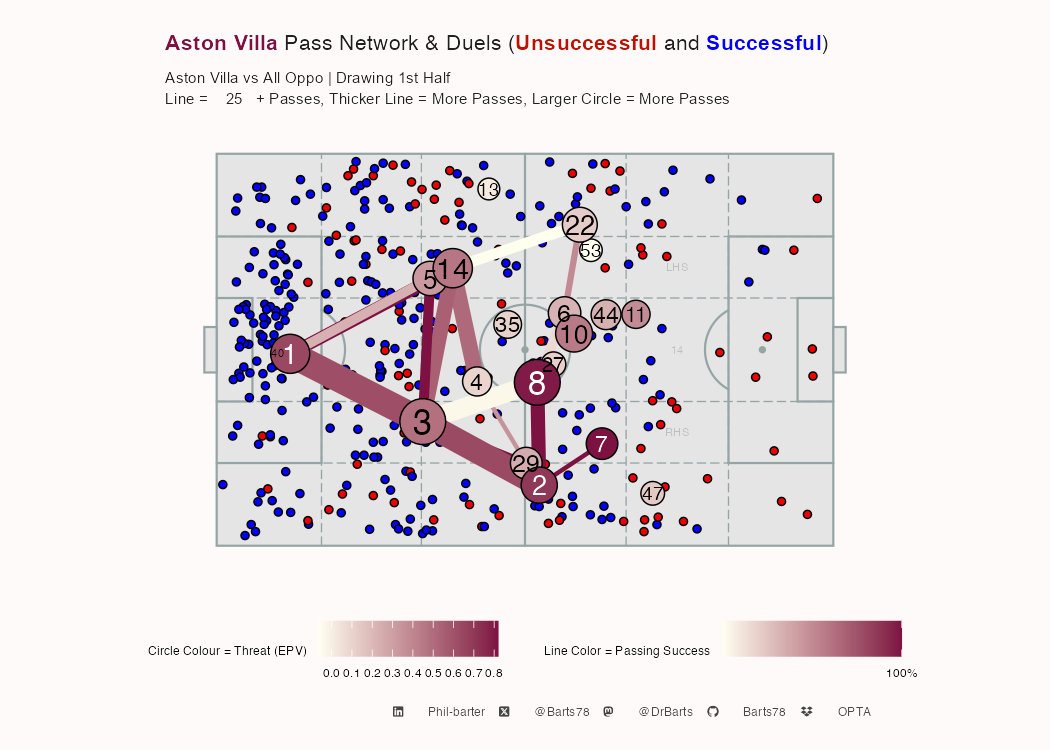 Aston Villa Pass Network & Duels (Unsuccessful and Successful)
Aston Villa vs All Oppo | Drawing 1st Half
Line = 25 + Passes, Thicker Line = More Passes, Larger Circle = More Passes
13
22
53
LHS
5 14
6 44 11
35
10
40 1
14
27
4
8
3
RHS
7
29
2
47
Circle Colour = Threat (EPV)
0.0 0.1 0.2 0.3 0.4 0.5 0.6 0.7 0.8
Line Color = Passing Success
100%
Phil-barter @Barts78 @DrBarts Barts78 OPTA